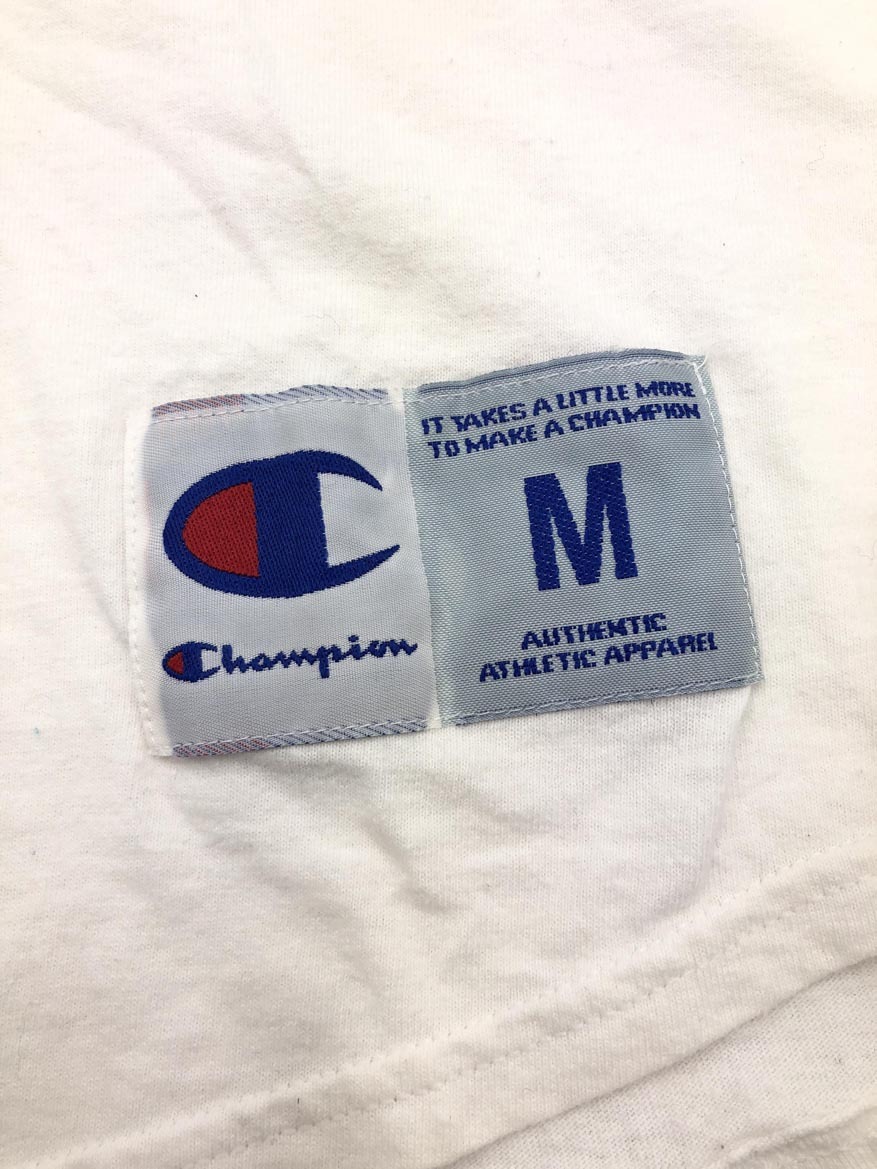 Champion
IT TAKES A LITTLE MORE
TO MAKE A CHAMPION
M
AUTHENTIC
ATHLETIC APPAREL